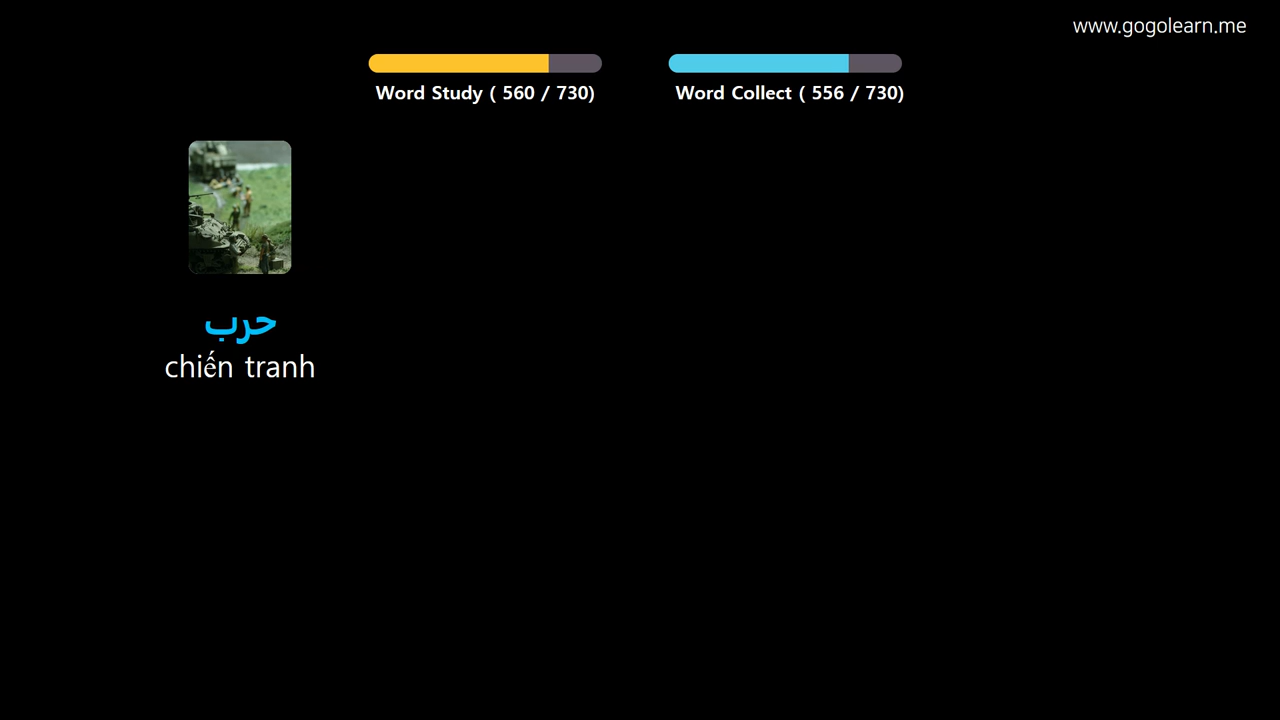 www.gogolearn.me
Word Study ( 560 / 730)
Word Collect ( 556 / 730)
حرب
chiến tranh